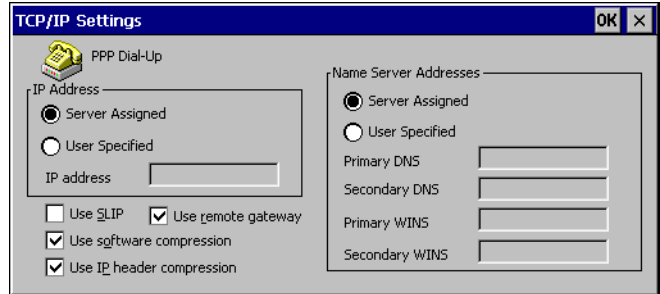 TCP/IP Settings
OK
PPP Dial-Up
IP Address
Server Assigned
User Specified
IP address
Use SLIP
Use remote gateway
Use software compression
Use IP header compression
Name Server Addresses
Server Assigned
User Specified
Primary DNS
Secondary DNS
Primary WINS
Secondary WINS